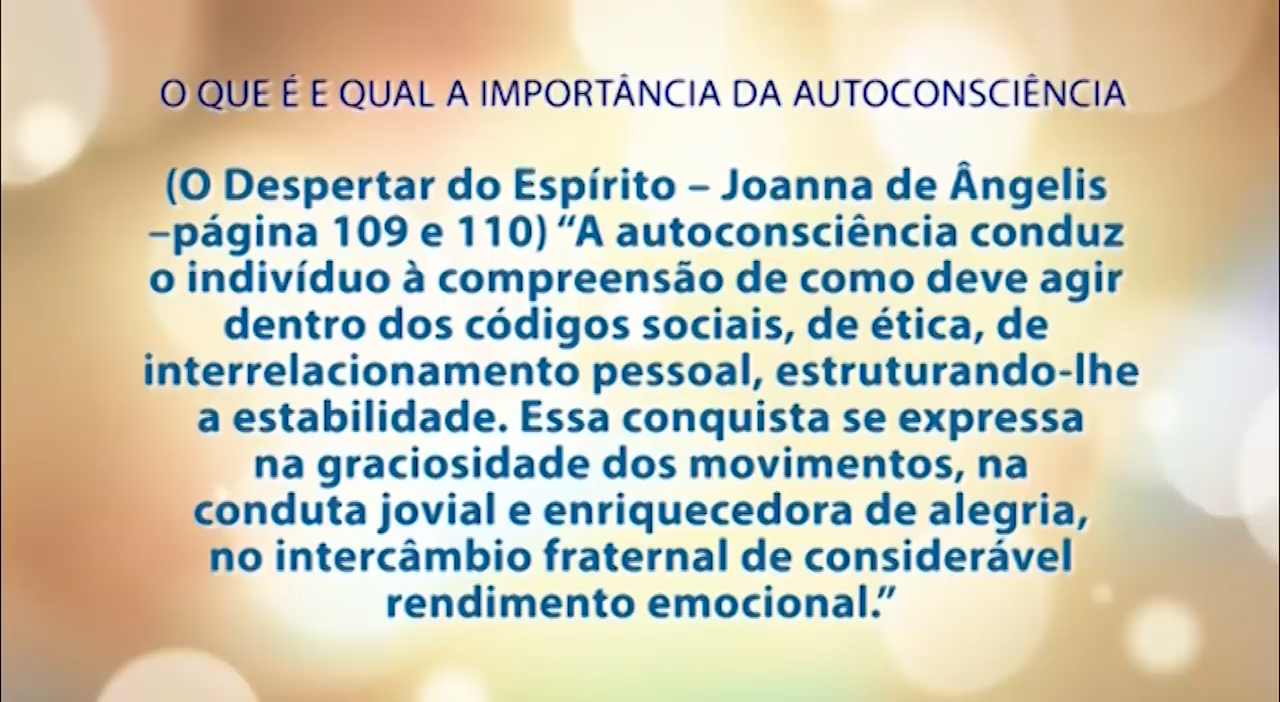 O QUE É E QUAL A IMPORTÂNCIA DA AUTOCONSCIÊNCIA
(O Despertar do Espírito – Joanna de Ângelis
–página 109 e 110) “A autoconsciência conduz
o indivíduo à compreensão de como deve agir
dentro dos códigos sociais, de ética, de
interrelacionamento pessoal, estruturando-lhe
a estabilidade. Essa conquista se expressa
na graciosidade dos movimentos, na
conduta jovial e enriquecedora de alegria,
no intercâmbio fraternal de considerável
rendimento emocional.”